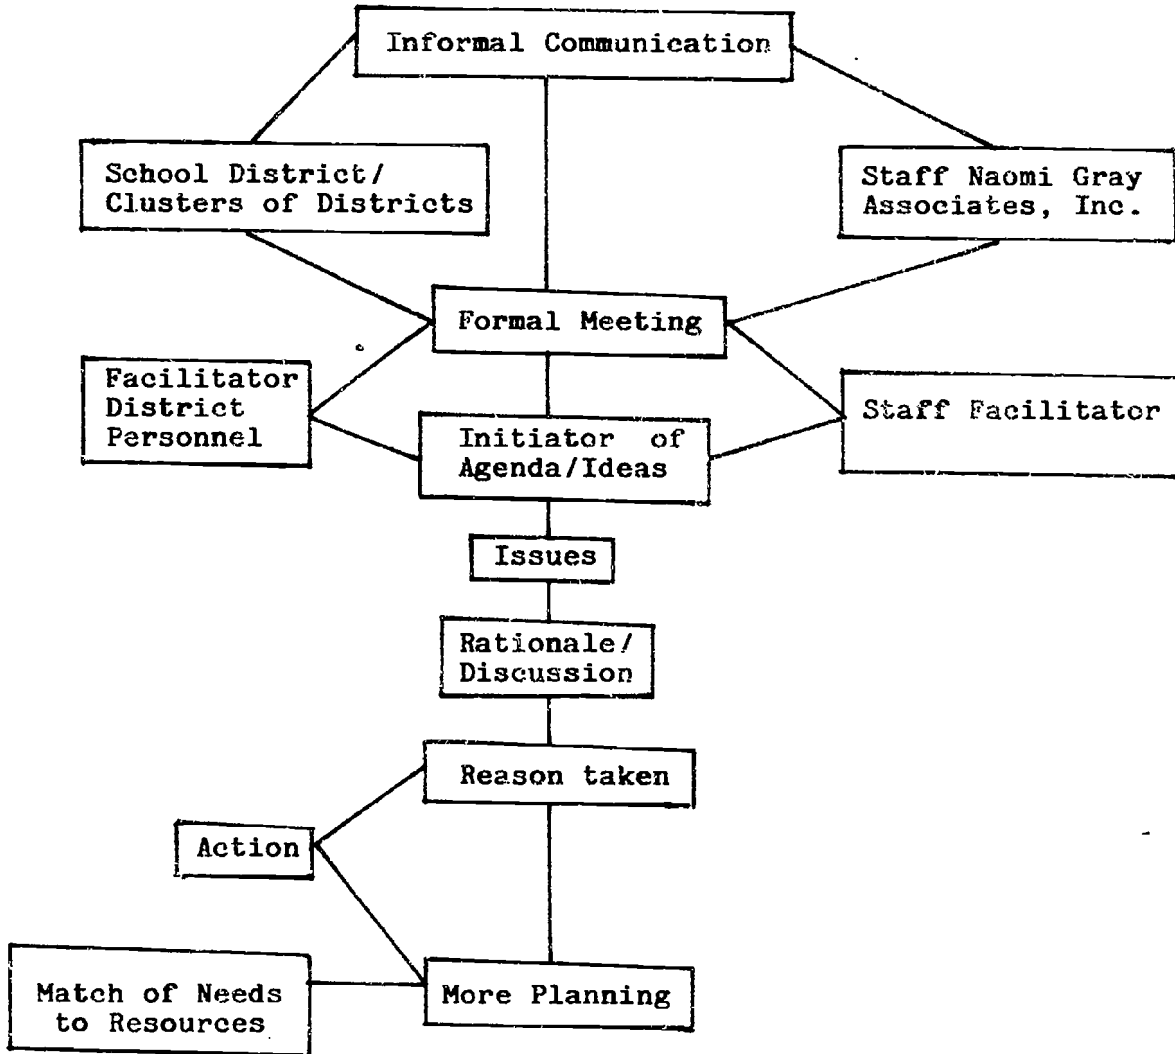 Informal Communication
School District/
Clusters of Districts
Staff Naomi Gray
Associates, Inc.
Formal Meeting
Facilitator
District
Personnel
Initiator of
Agenda/Ideas
Staff Facilitator
Issues
Rationale/
Discussion
Reason taken
Action
Match of Needs
to Resources
More Planning